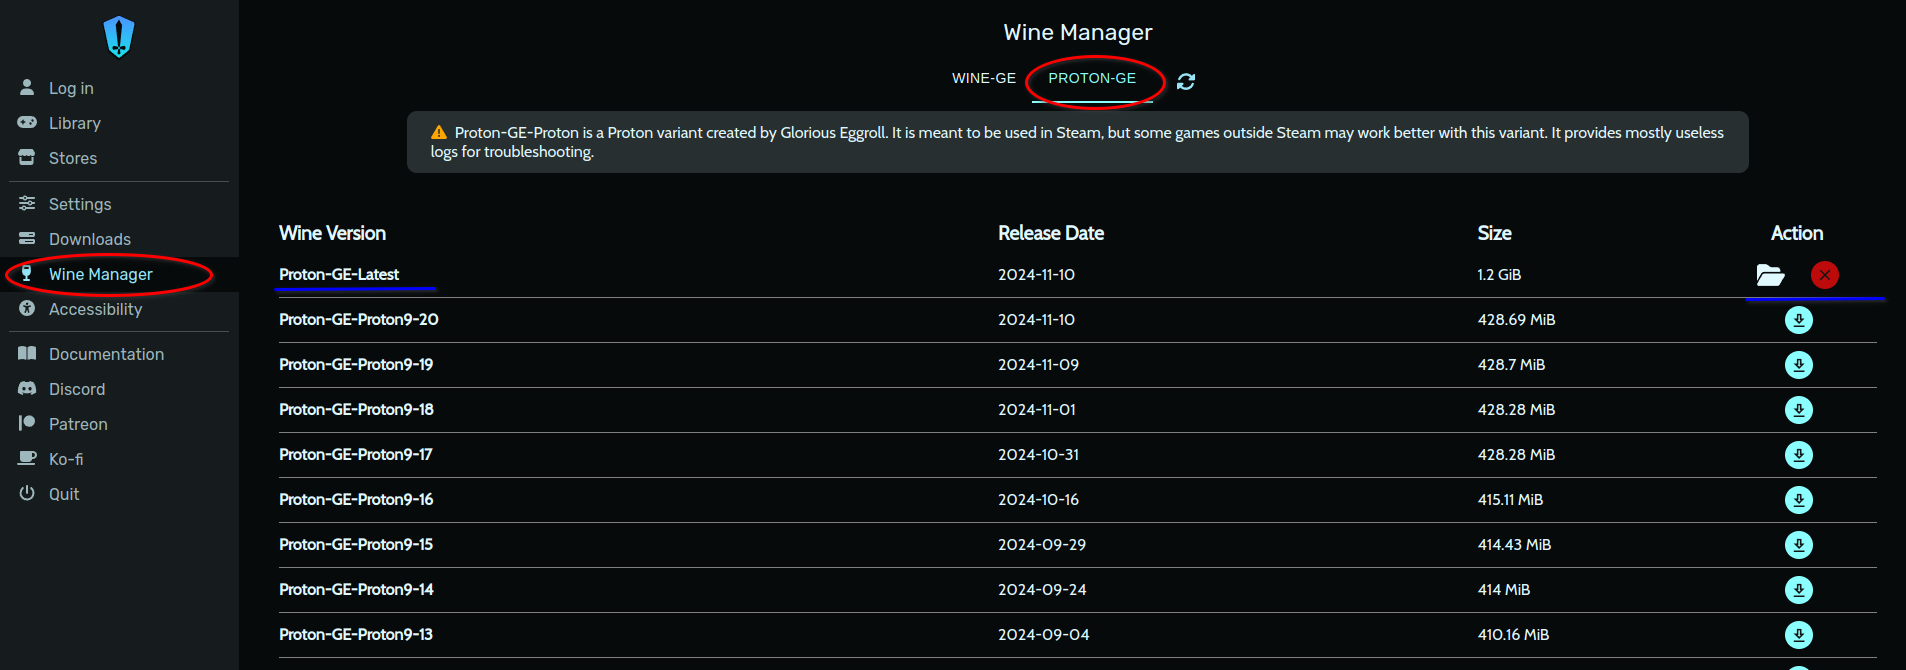 Log in
Library
Stores
Settings
Downloads
Wine Manager
Accessibility
Documentation
Discord
Patreon
Ko-fi
Quit
Wine Manager
WINE-GE PROTON-GE
Proton-GE-Proton is a Proton variant created by Glorious Eggroll. It is meant to be used in Steam, but some games outside Steam may work better with this variant. It provides mostly useless
logs for troubleshooting.
Wine Version Release Date Size Action
Proton-GE-Latest 2024-11-10 1.2 GiB
Proton-GE-Proton9-20 2024-11-10 428.69 MiB
Proton-GE-Proton9-19 2024-11-09 428.7 MiB
Proton-GE-Proton9-18 2024-11-01 428.28 MiB
Proton-GE-Proton9-17 2024-10-31 428.28 MiB
Proton-GE-Proton9-16 2024-10-16 415.11 MiB
Proton-GE-Proton9-15 2024-09-29 414.43 MiB
Proton-GE-Proton9-14 2024-09-24 414 MiB
Proton-GE-Proton9-13 2024-09-04 410.16 MiB